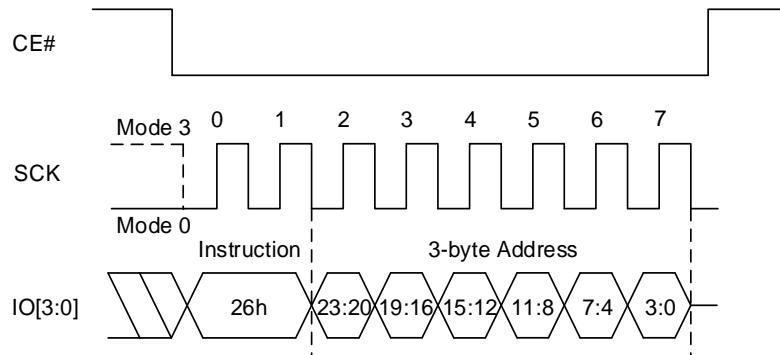 CE#
Mode 3 0 1 2 3 4 5 6 7
SCK
Mode 0
Instruction 3-byte Address
IO[3:0] 26h 23:20 19:16 15:12 11:8 7:4 3:0